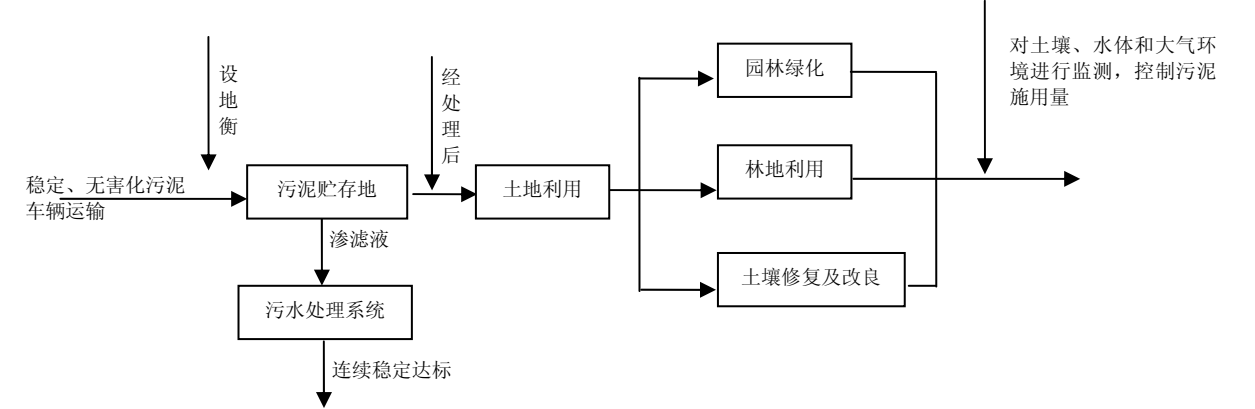 设地衡
经处理后
稳定、无害化污泥
车辆运输
污泥贮存地
土地利用
园林绿化
林地利用
土壤修复及改良
对土壤、水体和大气环
境进行监测，控制污泥
施用量
渗滤液
污水处理系统
连续稳定达标